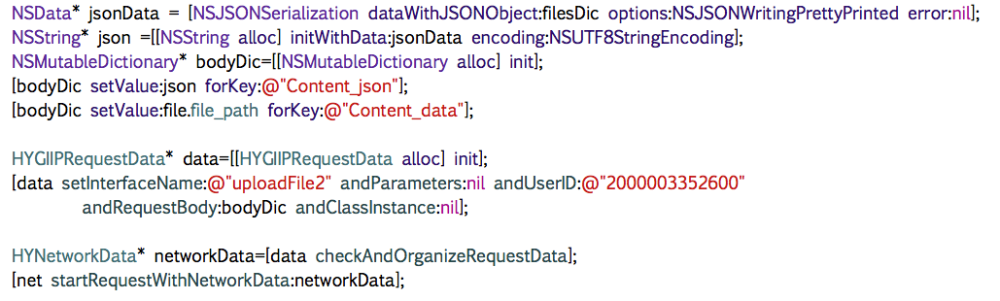 NSData* jsonData = [NSJSONSerialization dataWithJSONObject:filesDic options:NSJSONWritingPrettyPrinted error:nil];
NSString* json =[[NSString alloc] initWithData:jsonData encoding:NSUTF8StringEncoding];
NSMutableDictionary* bodyDic=[[NSMutableDictionary alloc] init];
[bodyDic setValue:json forKey:@"Content_json"];
[bodyDic setValue:file.file_path forKey:@"Content_data"];
HYGIIPRequestData* data=[[HYGIIPRequestData alloc] init];
[data setInterfaceName:@"uploadFile2" andParameters:nil andUserID:@"2000003352600"
andRequestBody:bodyDic andClassInstance:nil];
HYNetworkData* networkData=[data checkAndOrganizeRequestData];
[net startRequestWithNetworkData:networkData];